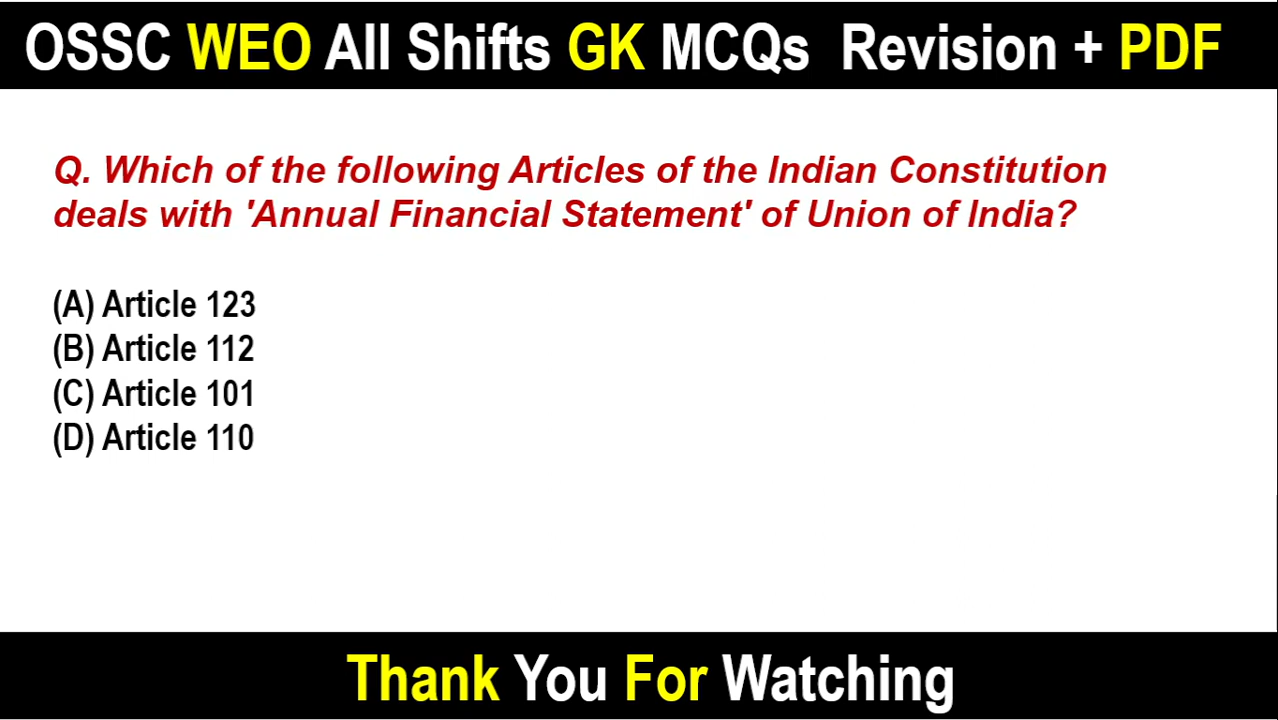 OSSC WEO All Shifts GK MCQs Revision + PDF
Q. Which of the following Articles of the Indian Constitution
deals with 'Annual Financial Statement' of Union of India?
(A) Article 123
(B) Article 112
(C) Article 101
(D) Article 110
Thank You For Watching